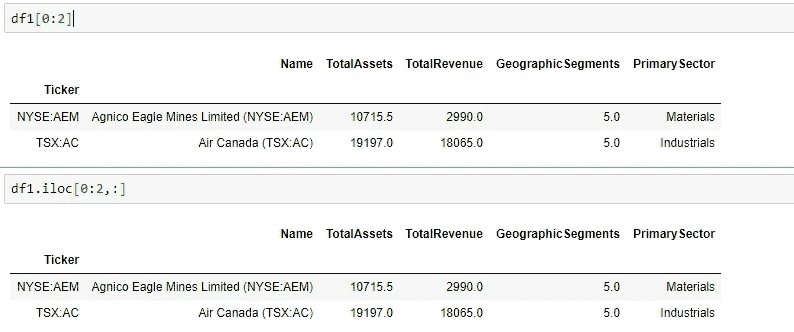 df1[0:2]
Name TotalAssets TotalRevenue GeographicSegments PrimarySector
Ticker
NYSE:AEM Agnico Eagle Mines Limited (NYSE:AEM) 10715.5 2990.0 5.0 Materials
TSX:AC Air Canada (TSX:AC) 19197.0 18065.0 5.0 Industrials
df1.iloc[0:2,:]
Name TotalAssets TotalRevenue GeographicSegments PrimarySector
Ticker
NYSE:AEM Agnico Eagle Mines Limited (NYSE:AEM) 10715.5 2990.0 5.0 Materials
TSX:AC Air Canada (TSX:AC) 19197.0 18065.0 5.0 Industrials